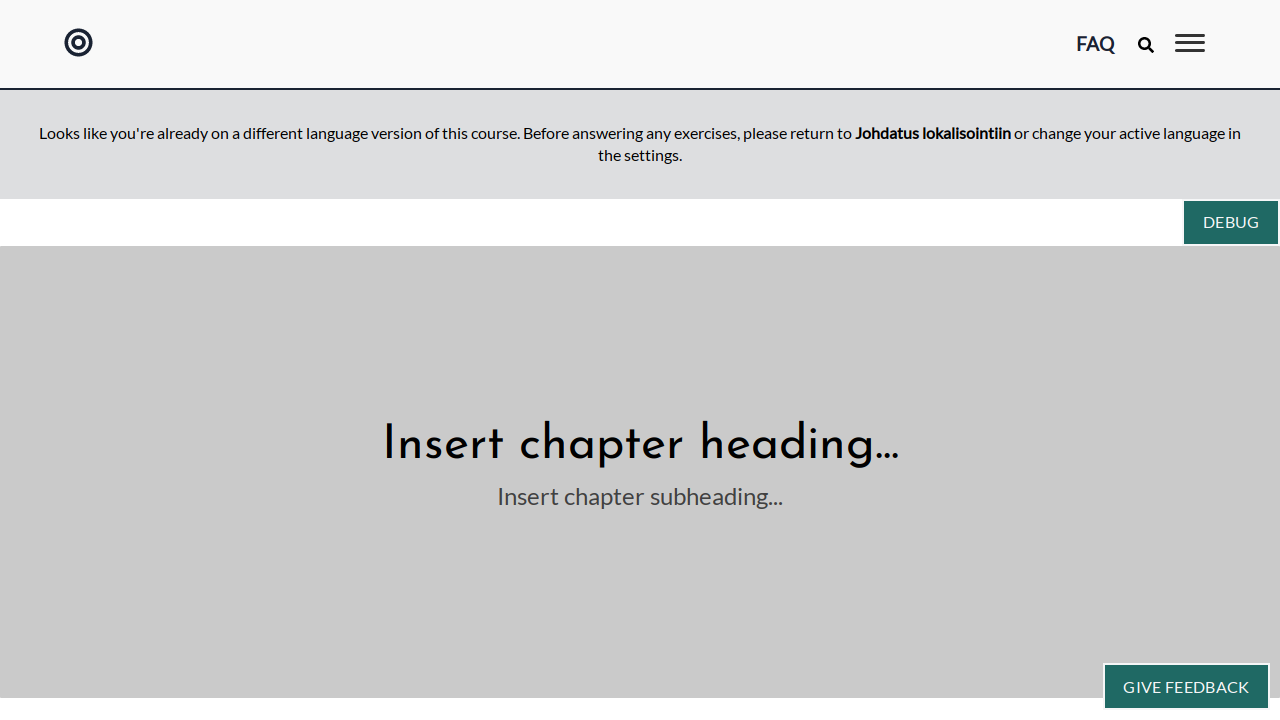 FAQ
Looks like you're already on a different language version of this course. Before answering any exercises, please return to Johdatus lokalisointiin or change your active language in
the settings.
DEBUG
Insert chapter heading...
Insert chapter subheading...
GIVE FEEDBACK